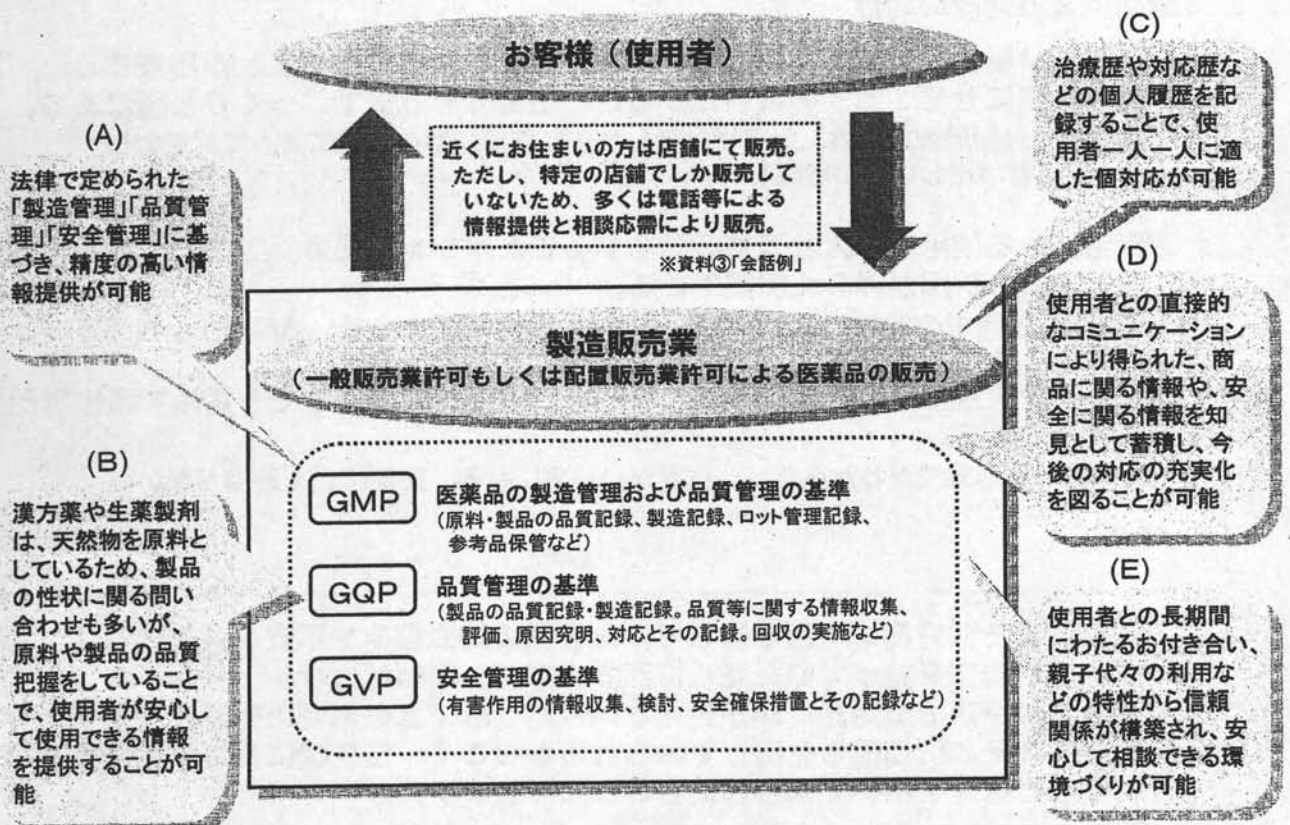 お客様（使用者）
近くにお住まいの方は店舗にて販売。
ただし、特定の店舗でしか販売して
いないため、多くは電話等による
情報提供と相談応需により販売。
※資料③「会話例」
(A)
法律で定められた
「製造管理」「品質管
理」「安全管理」に基
づき、精度の高い情
報提供が可能
(B)
漢方薬や生薬製剤
は、天然物を原料と
しているため、製品
の性状に関る問い
合わせも多いが、
原料や製品の品質
把握をしていること
で、使用者が安心し
て使用できる情報
を提供することが可
能
製造販売業
（一般販売業許可もしくは配置販売業許可による医薬品の販売）
GMP
医薬品の製造管理および品質管理の基準
（原料・製品の品質記録、製造記録、ロット管理記録、
参考品保管など）
GQP
品質管理の基準
（製品の品質記録・製造記録。品質等に関する情報収集、
評価、原因究明、対応とその記録。回収の実施など）
GVP
安全管理の基準
（有害作用の情報収集、検討、安全確保措置とその記録など）
(C)
治療歴や対応歴な
どの個人履歴を記
録することで、使
用者一人一人に適
した個対応が可能
(D)
使用者との直接的
なコミュニケーション
により得られた、商
品に関る情報や、安
全に関る情報を知
見として蓄積し、今
後の対応の充実化
を図ることが可能
(E)
使用者との長期間
にわたるお付き合い、
親子代々の利用な
どの特性から信頼
関係が構築され、安
心して相談できる環
境づくりが可能